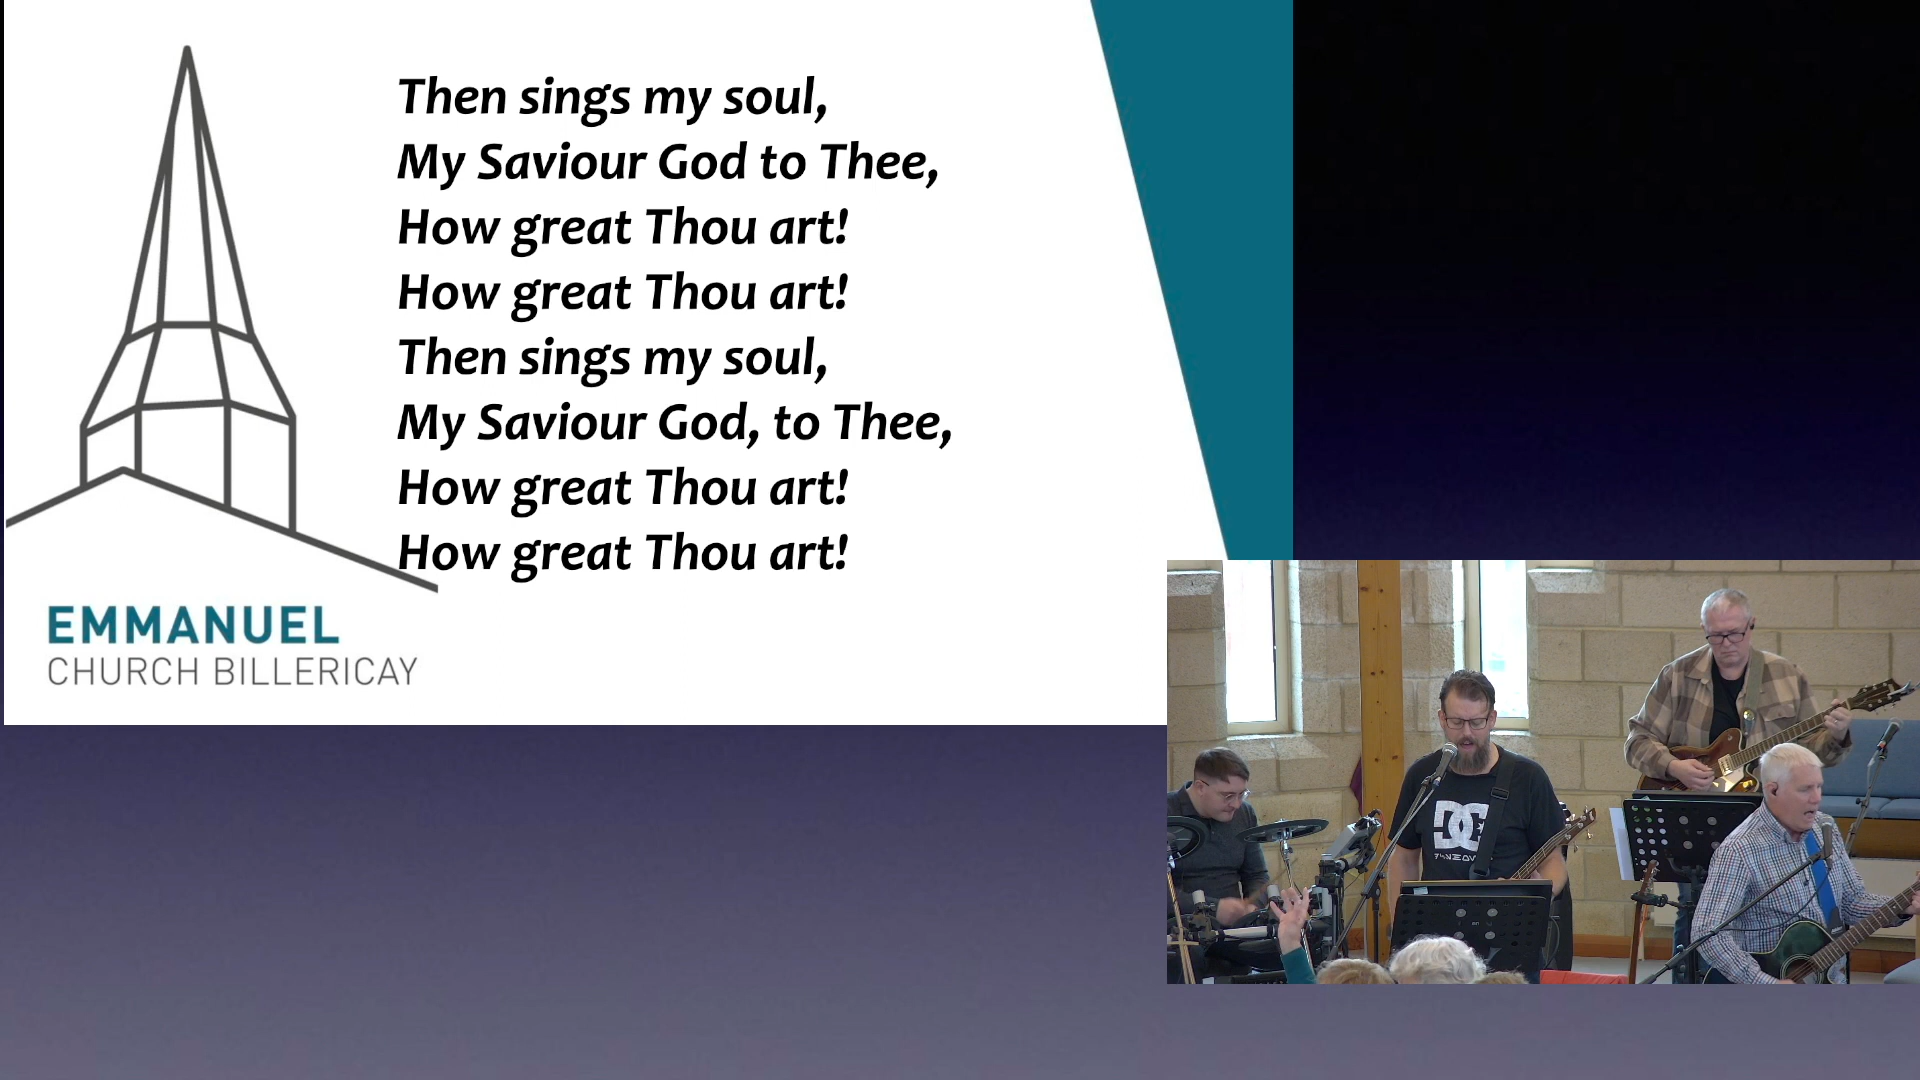 Then sings my soul,
My Saviour God to Thee,
How great Thou art!
How great Thou art!
Then sings my soul,
My Saviour God, to Thee,
How great Thou art!
How great Thou art!
EMMANUEL
CHURCH BILLERICAY
DC